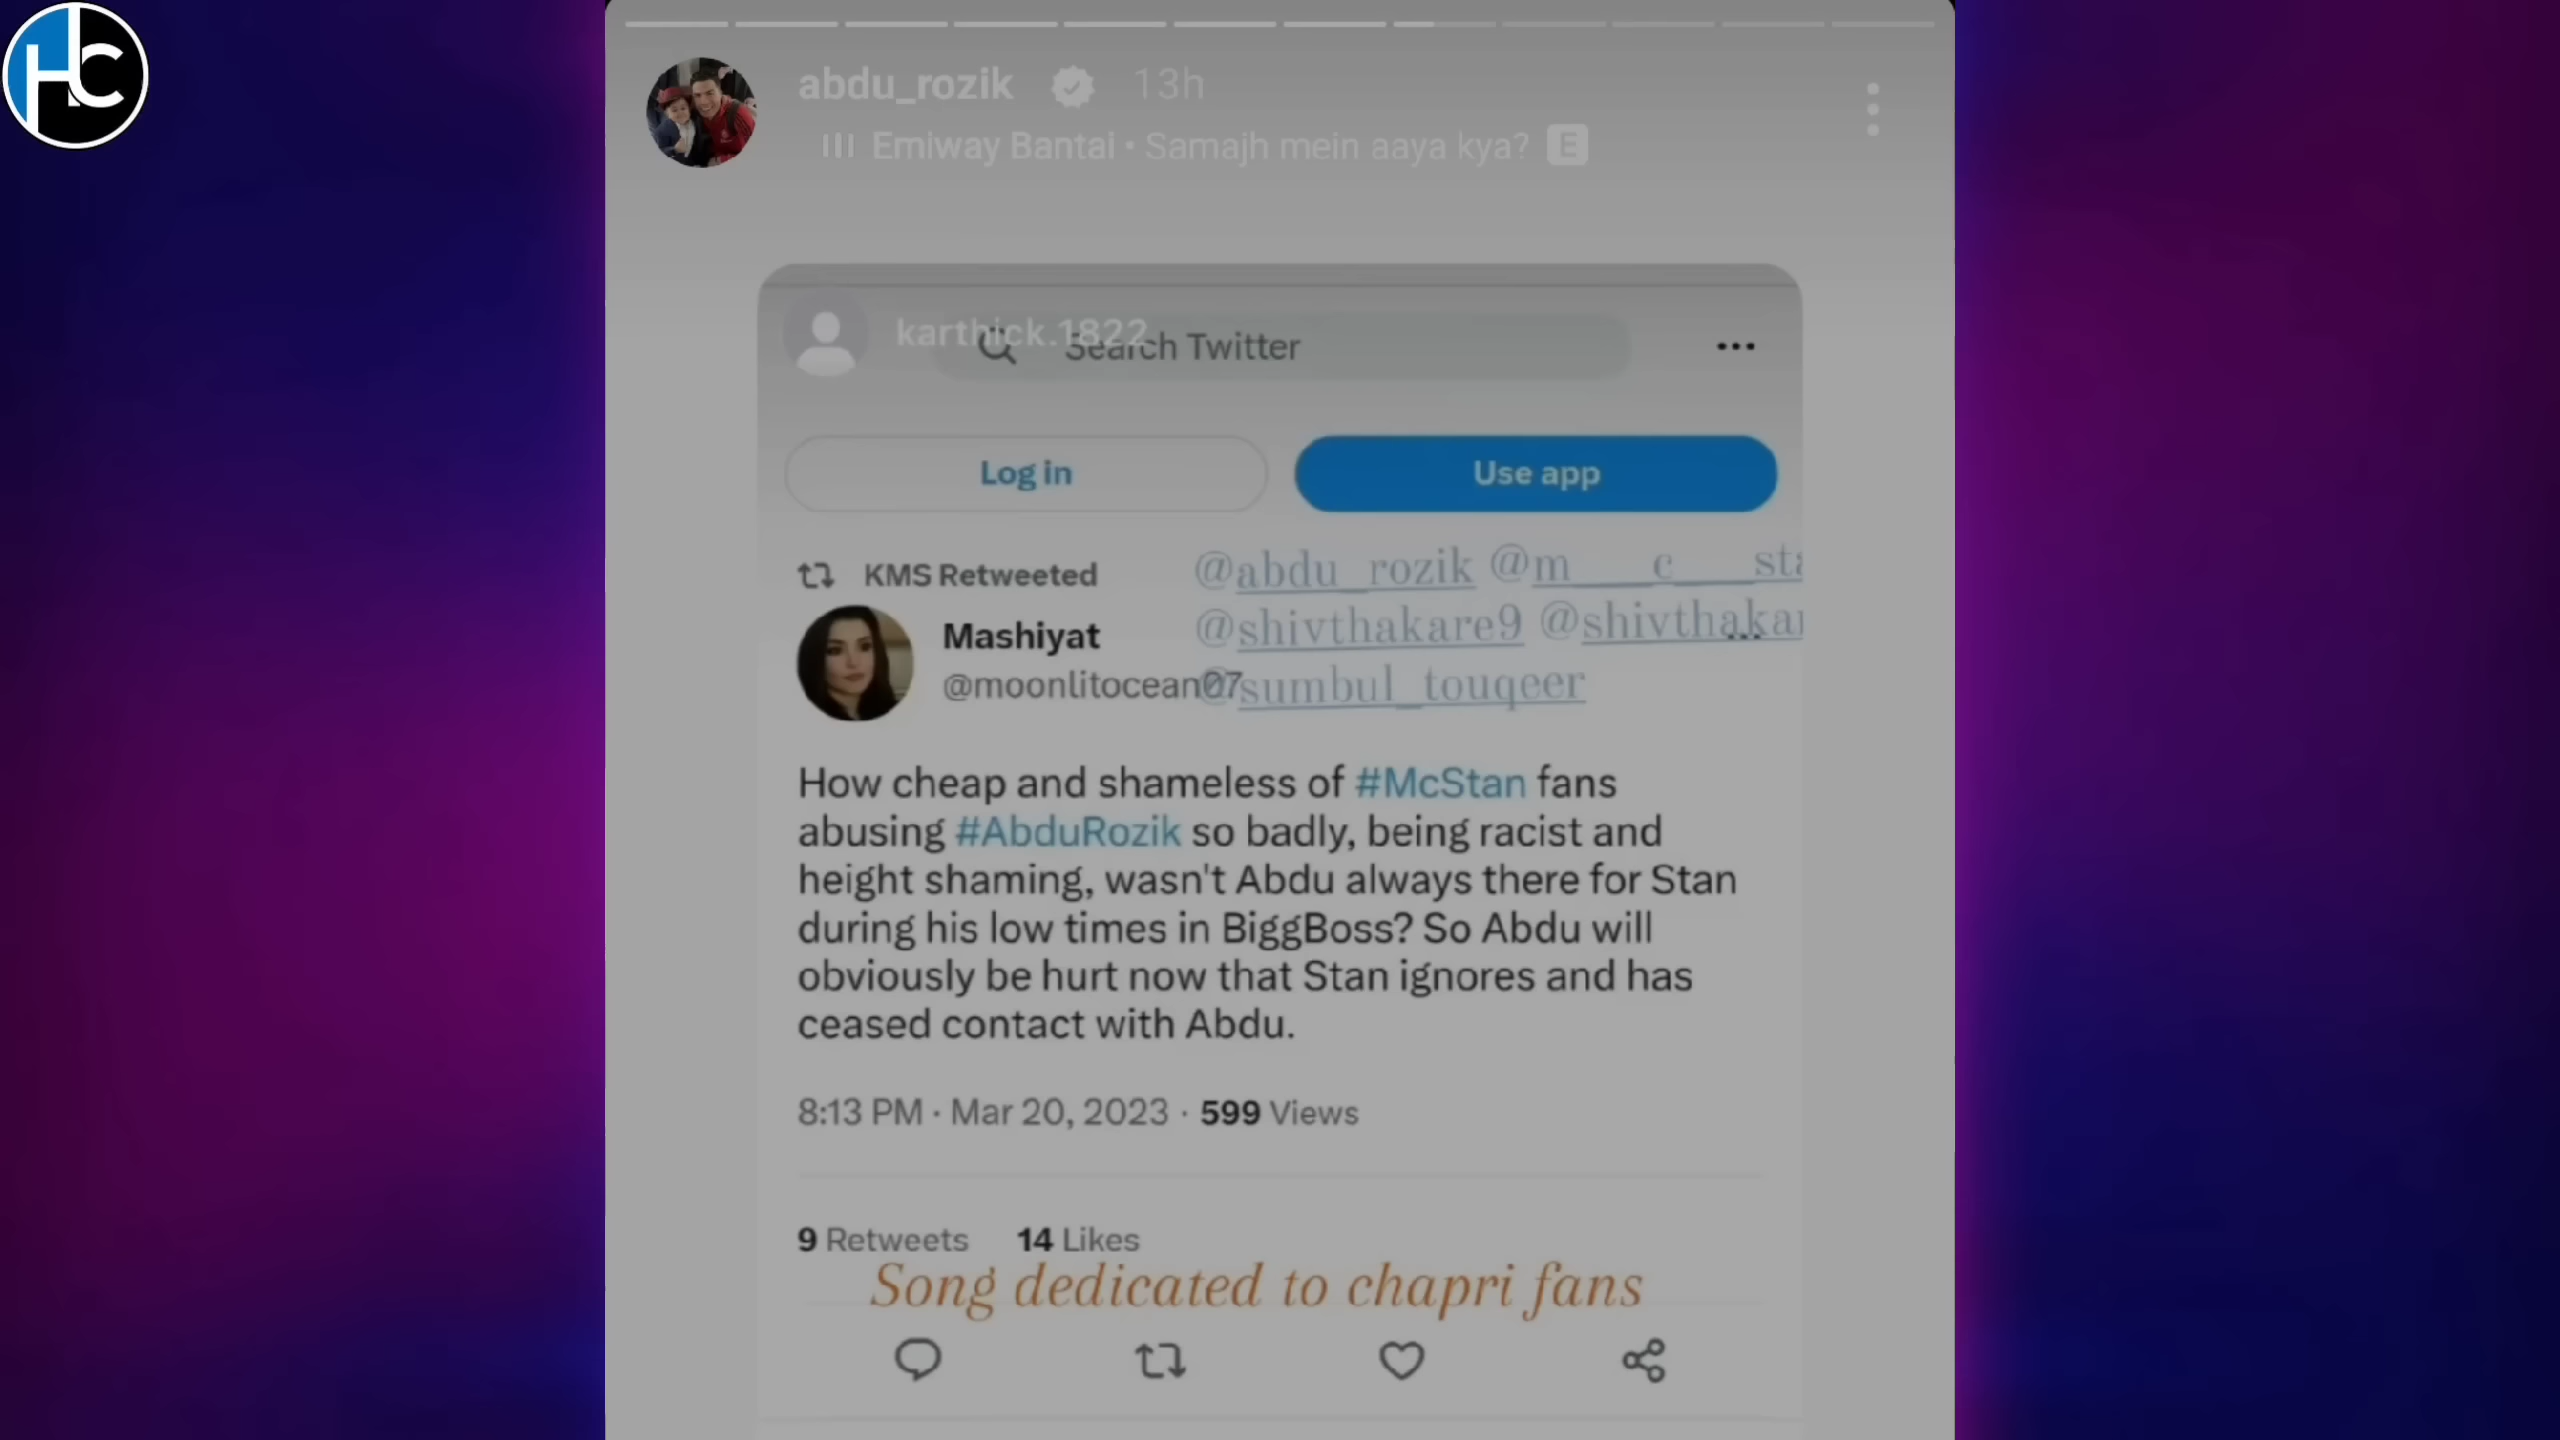 HC
abdu_rozik 13h
Emiway Bantai • Samajh mein aaya kya? E
karthick.1822
Search Twitter
Log in
Use app
KMS Retweeted
@abdu_rozik @m___c___sta
Mashiyat
@shivthakare9 @shivthakar
@moonlitocean07
@sumbul_touqeer
How cheap and shameless of #McStan fans
abusing #AbduRozik so badly, being racist and
height shaming, wasn't Abdu always there for Stan
during his low times in BiggBoss? So Abdu will
obviously be hurt now that Stan ignores and has
ceased contact with Abdu.
8:13 PM · Mar 20, 2023 · 599 Views
9 Retweets 14 Likes
Song dedicated to chapri fans